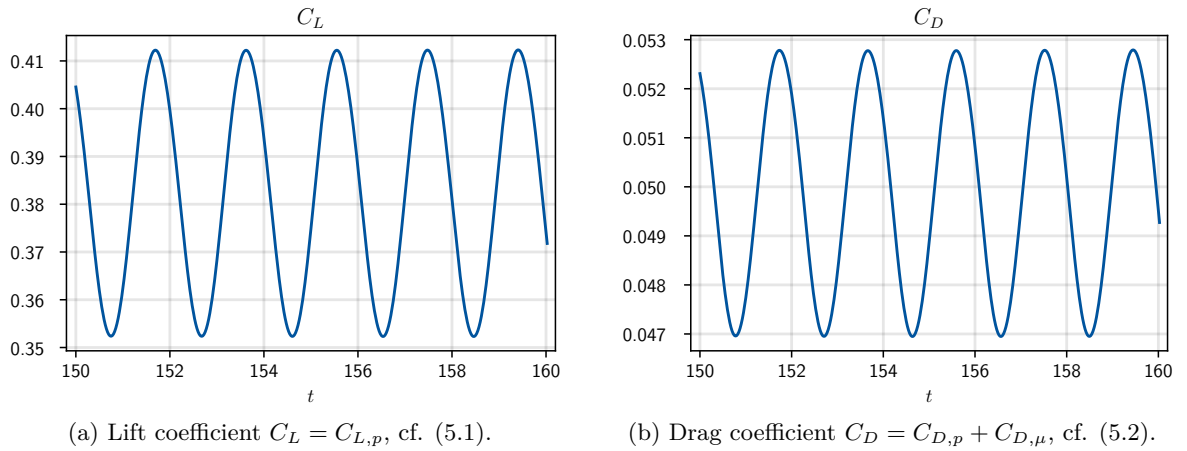 C_L
0.41
0.40
0.39
0.38
0.37
0.36
0.35
150 152 154 156 158 160
t
(a) Lift coefficient C_L = C_{L,p}, cf. (5.1).
C_D
0.053
0.052
0.051
0.050
0.049
0.048
0.047
150 152 154 156 158 160
t
(b) Drag coefficient C_D = C_{D,p} + C_{D,μ}, cf. (5.2).